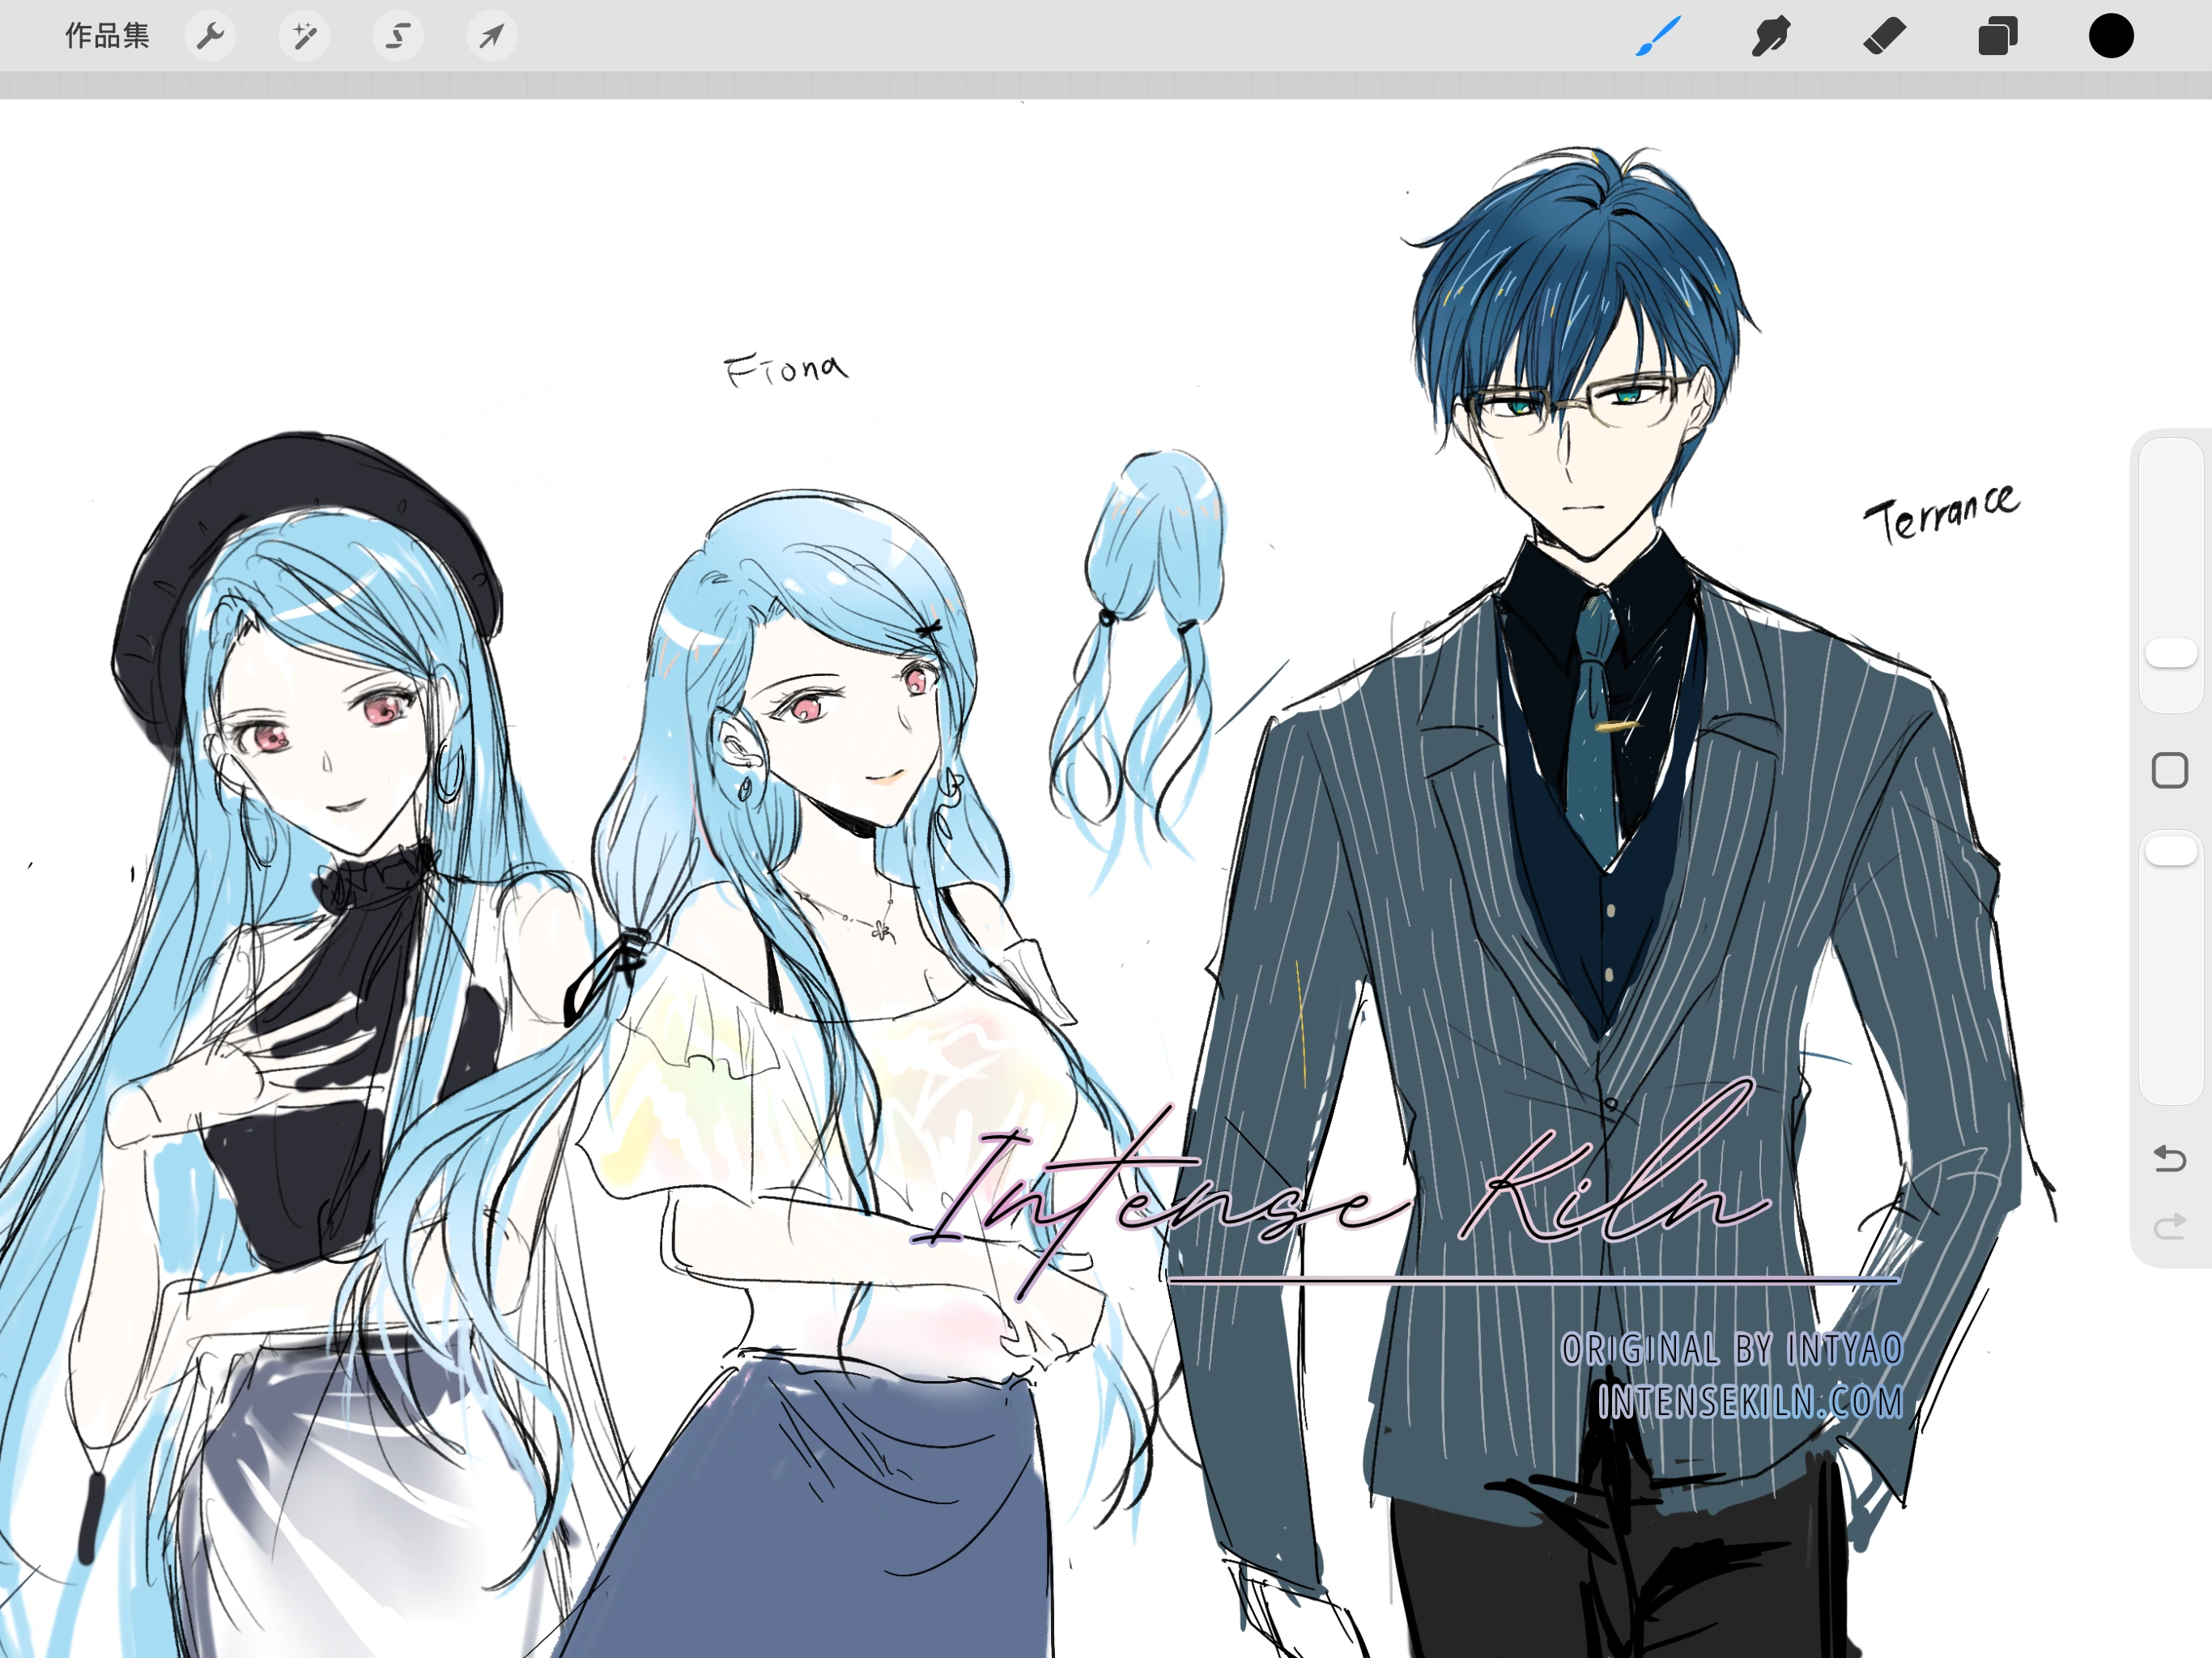 作品集
Fiona
Terrance
Intense Kiln
ORIGINAL BY INTYAO
INTENSEKILN.COM